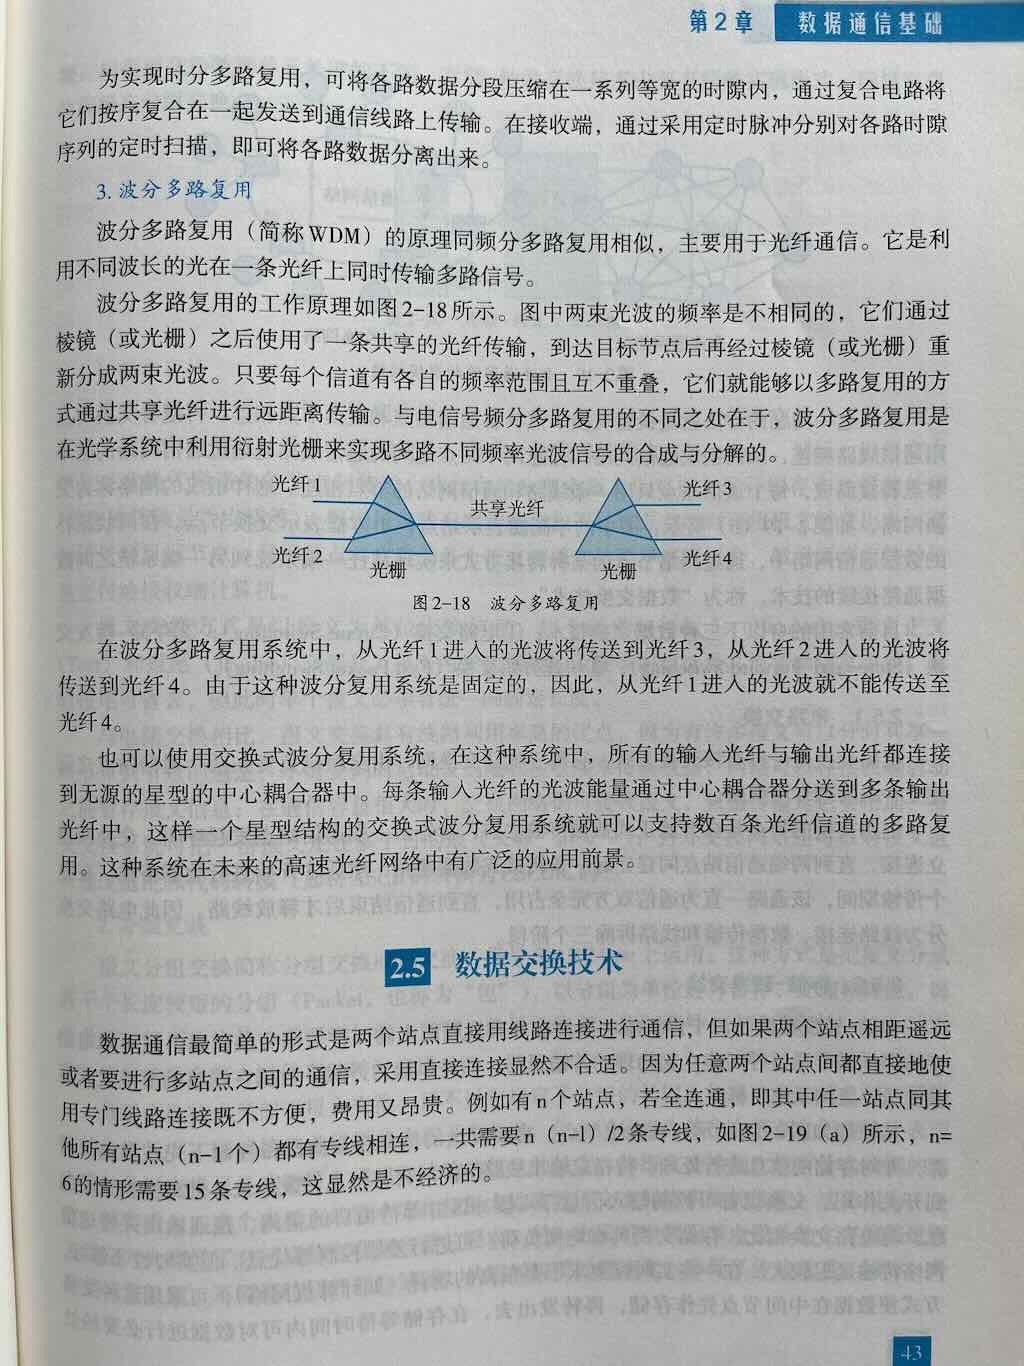 第2章 数据通信基础
为实现时分多路复用，可将各路数据分段压缩在一系列等宽的时隙内，通过复合电路将
它们按序复合在一起发送到通信线路上传输。在接收端，通过采用定时脉冲分别对各路时隙
序列的定时扫描，即可将各路数据分离出来。
3. 波分多路复用
波分多路复用（简称WDM）的原理同频分多路复用相似，主要用于光纤通信。它是利
用不同波长的光在一条光纤上同时传输多路信号。
波分多路复用的工作原理如图2-18所示。图中两束光波的频率是不相同的，它们通过
棱镜（或光栅）之后使用了一条共享的光纤传输，到达目标节点后再经过棱镜（或光栅）重
新分成两束光波。只要每个信道有各自的频率范围且互不重叠，它们就能够以多路复用的方
式通过共享光纤进行远距离传输。与电信号频分多路复用的不同之处在于，波分多路复用是
在光学系统中利用衍射光栅来实现多路不同频率光波信号的合成与分解的。
光纤1
共享光纤
光纤3
光纤2
光栅
光栅
光纤4
图2-18 波分多路复用
在波分多路复用系统中，从光纤1进入的光波将传送到光纤3，从光纤2进入的光波将
传送到光纤4。由于这种波分复用系统是固定的，因此，从光纤1进入的光波就不能传送至
光纤4。
也可以使用交换式波分复用系统，在这种系统中，所有的输入光纤与输出光纤都连接
到无源的星型的中心耦合器中。每条输入光纤的光波能量通过中心耦合器分送到多条输出
光纤中，这样一个星型结构的交换式波分复用系统就可以支持数百条光纤信道的多路复
用。这种系统在未来的高速光纤网络中有广泛的应用前景。
2.5 数据交换技术
数据通信最简单的形式是两个站点直接用线路连接进行通信，但如果两个站点相距遥远
或者要进行多站点之间的通信，采用直接连接显然不合适。因为任意两个站点间都直接地使
用专门线路连接既不方便，费用又昂贵。例如有n个站点，若全连通，即其中任一站点同其
他所有站点（n-1个）都有专线相连，一共需要n（n-l）/2条专线，如图2-19（a）所示，n=
6的情形需要15条专线，这显然是不经济的。
43